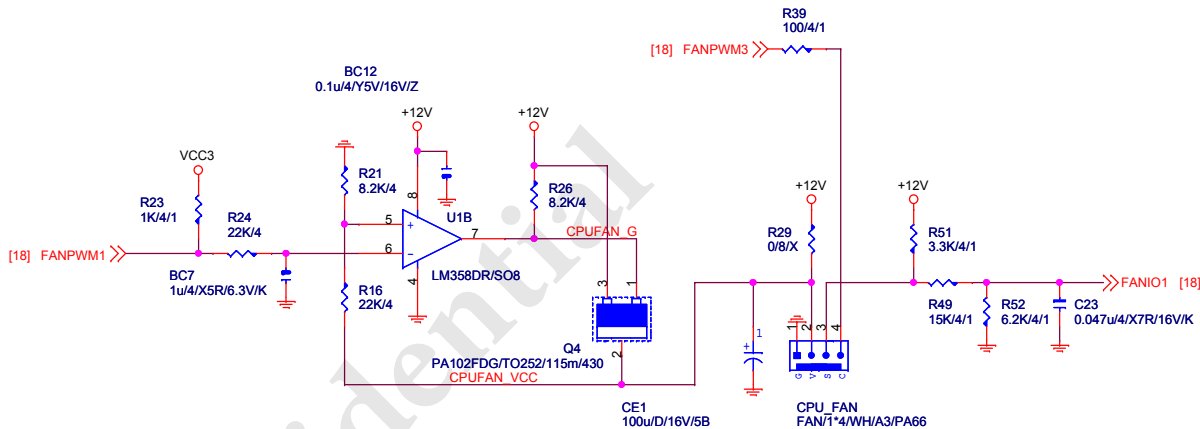 R39
100/4/1
[18] FANPWM3
BC12
0.1u/4/Y5V/16V/Z
+12V
+12V
VCC3
R21
8.2K/4
8
R26
8.2K/4
R23
1K/4/1
R24
22K/4
5
+
U1B
7
CPUFAN_G
6
-
[18] FANPWM1
LM358DR/SO8
4
BC7
1u/4/X5R/6.3V/K
R16
22K/4
3
1
+12V
+12V
R29
0/8/X
R51
3.3K/4/1
FANIO1 [18]
R49
15K/4/1
R52
6.2K/4/1
C23
0.047u/4/X7R/16V/K
1
2
3
4
+
1
G
V
S
C
Q4
2
PA102FDG/TO252/115m/430
CPUFAN_VCC
CE1
100u/D/16V/5B
CPU_FAN
FAN/1*4/WH/A3/PA66
fidential